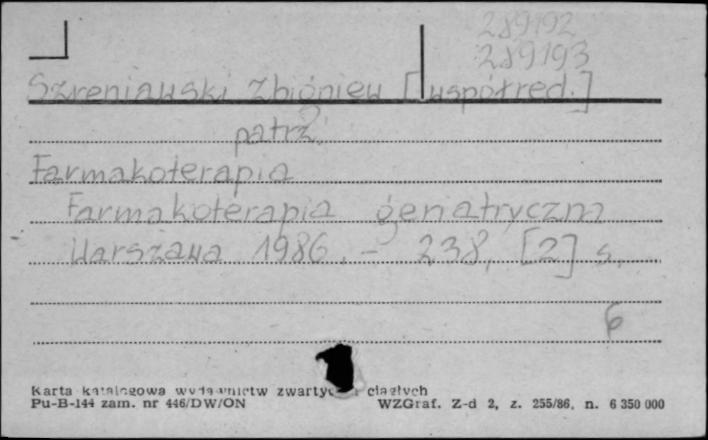 289192
289193
Szreniawski Zbigniew [współred.]
patrz:
Farmakoterapia
Farmakoterapia geriatryczn
Warszawa 1986. - 238, [2] s.
6
Karta katalogowa wydawnictw zwartych ciągłych
Pu-B-144 zam. nr 446/DW/ON
WZGraf. Z-d 2, z. 255/86, n. 6 350 000